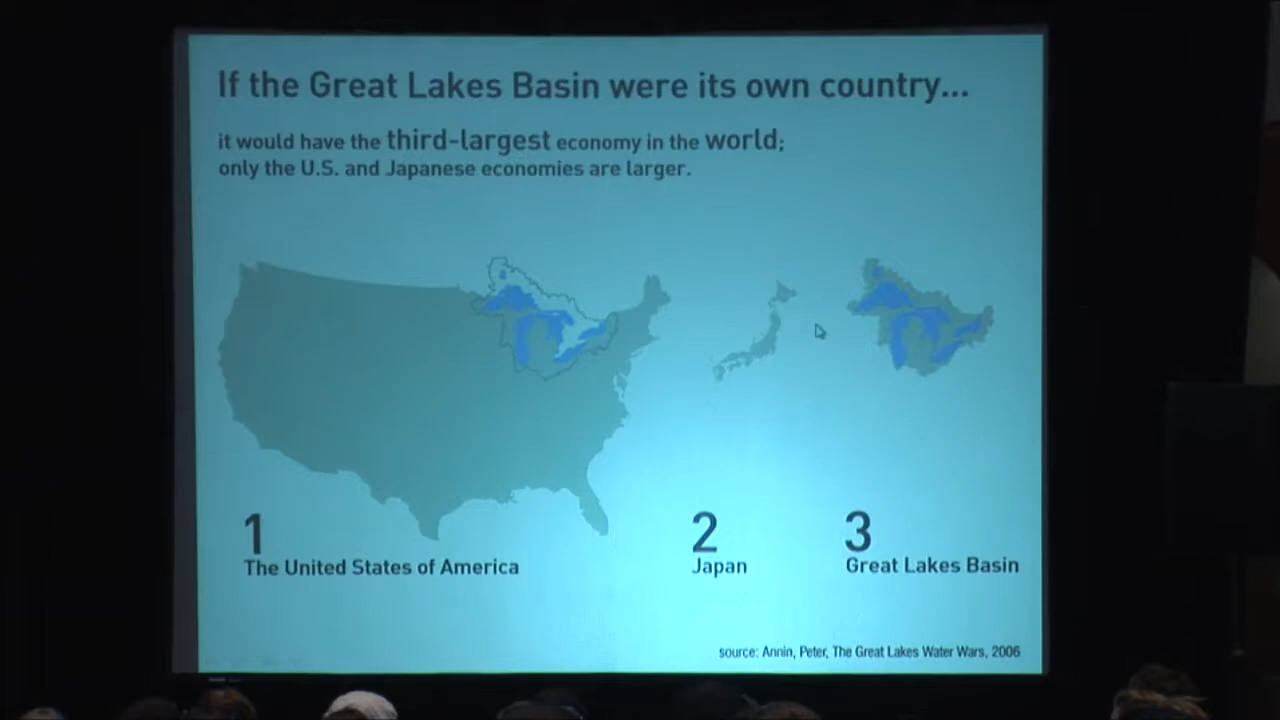 If the Great Lakes Basin were its own country...
it would have the third-largest economy in the world;
only the U.S. and Japanese economies are larger.
1
The United States of America
2
Japan
3
Great Lakes Basin
source: Annin, Peter, The Great Lakes Water Wars, 2006